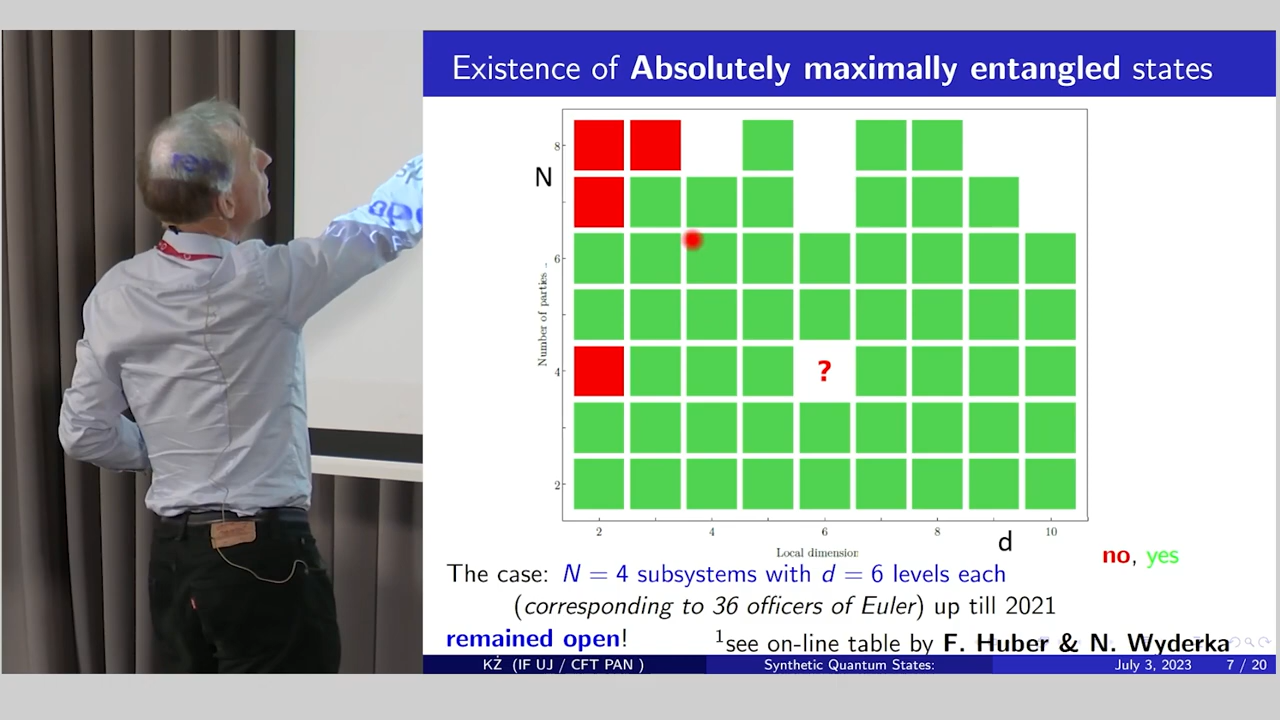 Existence of Absolutely maximally entangled states
8
N
6
Number of parties
4
?
2
2 4 6 8 10
d
Local dimension
no, yes
The case: N = 4 subsystems with d = 6 levels each
(corresponding to 36 officers of Euler) up till 2021
remained open! ¹see on-line table by F. Huber & N. Wyderka
KŻ (IF UJ / CFT PAN ) Synthetic Quantum States: July 3, 2023 7 / 20